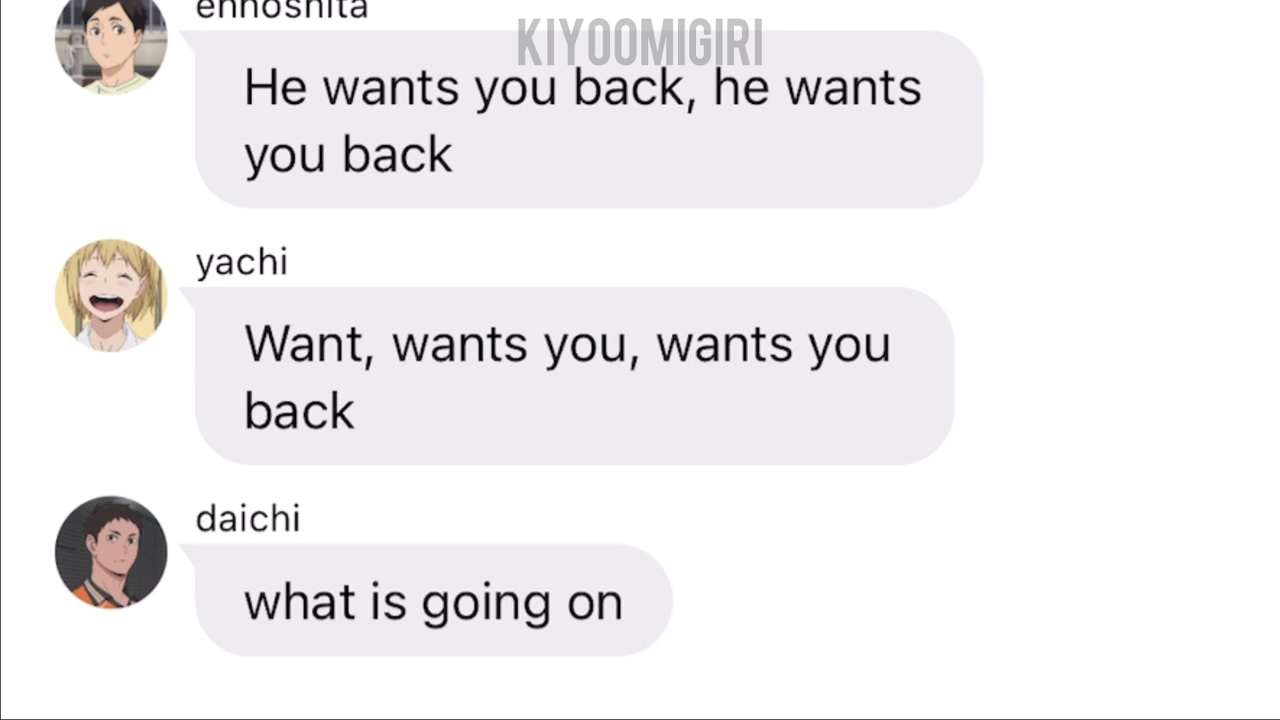 ennoshita
KIYOOMIGIRI
He wants you back, he wants
you back
yachi
Want, wants you, wants you
back
daichi
what is going on